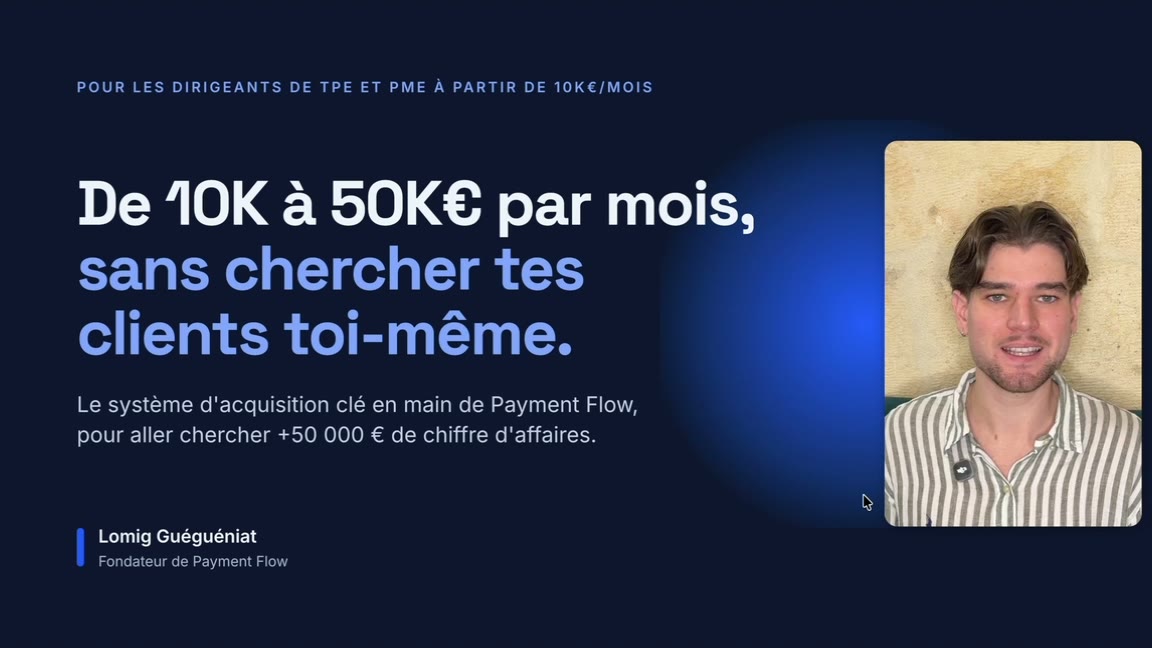 POUR LES DIRIGEANTS DE TPE ET PME À PARTIR DE 10K€/MOIS
De 10K à 50K€ par mois,
sans chercher tes
clients toi-même.
Le système d'acquisition clé en main de Payment Flow,
pour aller chercher +50 000 € de chiffre d'affaires.
Lomig Guéguéniat
Fondateur de Payment Flow